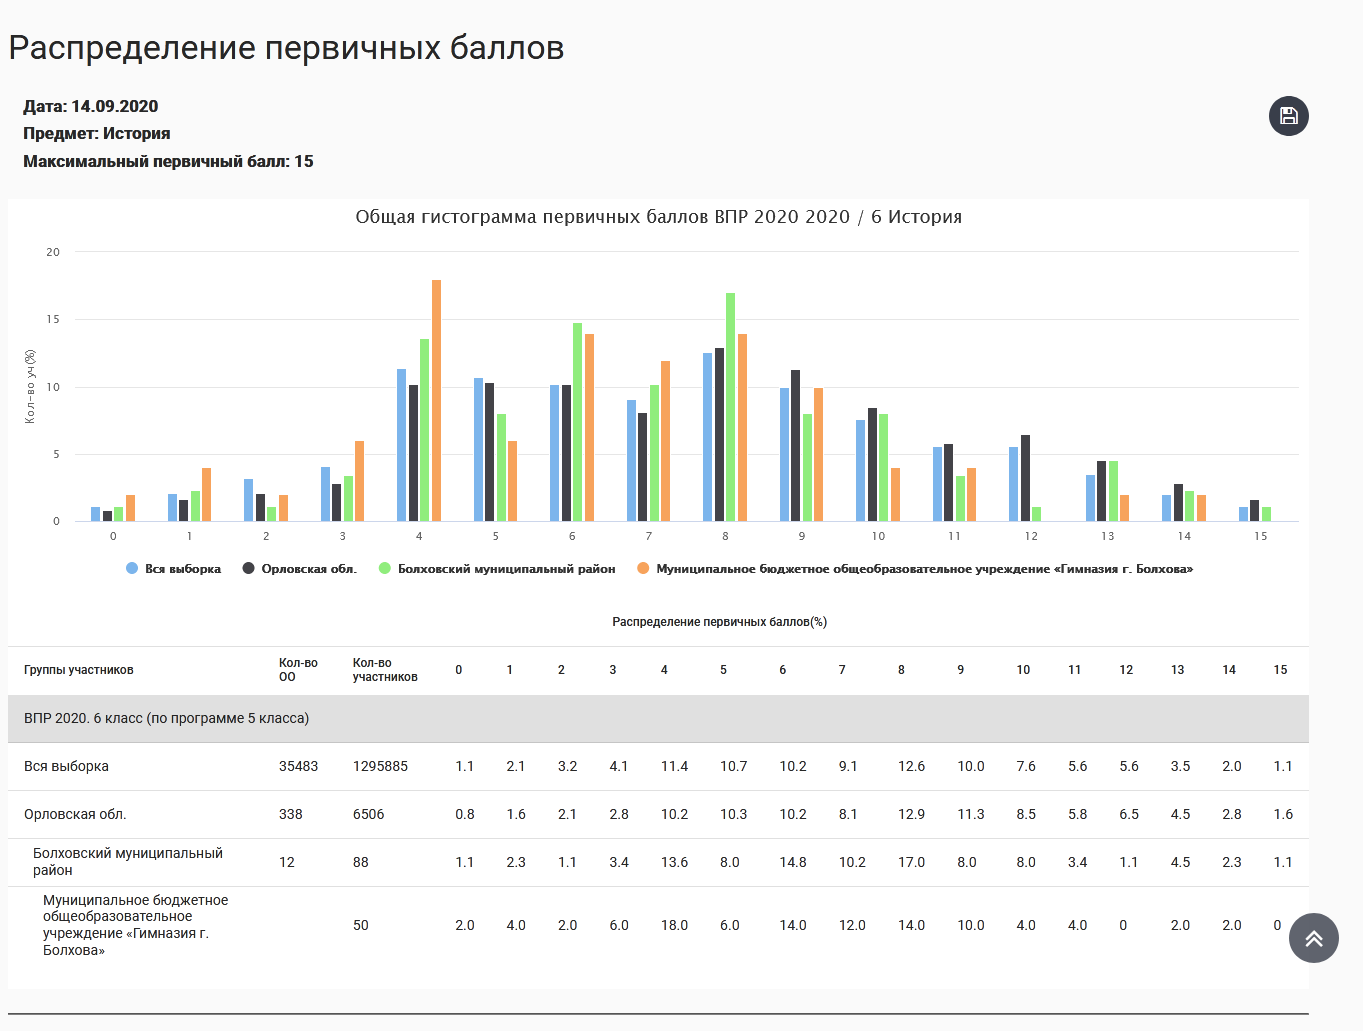 Распределение первичных баллов
Дата: 14.09.2020
Предмет: История
Максимальный первичный балл: 15
Общая гистограмма первичных баллов ВПР 2020 2020 / 6 История
Кол-во уч(%)
20
15
10
5
0
0 1 2 3 4 5 6 7 8 9 10 11 12 13 14 15
Вся выборка Орловская обл. Болховский муниципальный район Муниципальное бюджетное общеобразовательное учреждение «Гимназия г. Болхова»
Распределение первичных баллов(%)
Группы участников Кол-во ОО Кол-во участников 0 1 2 3 4 5 6 7 8 9 10 11 12 13 14 15
ВПР 2020. 6 класс (по программе 5 класса)
Вся выборка 35483 1295885 1.1 2.1 3.2 4.1 11.4 10.7 10.2 9.1 12.6 10.0 7.6 5.6 5.6 3.5 2.0 1.1
Орловская обл. 338 6506 0.8 1.6 2.1 2.8 10.2 10.3 10.2 8.1 12.9 11.3 8.5 5.8 6.5 4.5 2.8 1.6
Болховский муниципальный
район
12 88 1.1 2.3 1.1 3.4 13.6 8.0 14.8 10.2 17.0 8.0 8.0 3.4 1.1 4.5 2.3 1.1
Муниципальное бюджетное
общеобразовательное
учреждение «Гимназия г.
Болхова»
50 2.0 4.0 2.0 6.0 18.0 6.0 14.0 12.0 14.0 10.0 4.0 4.0 0 2.0 2.0 0